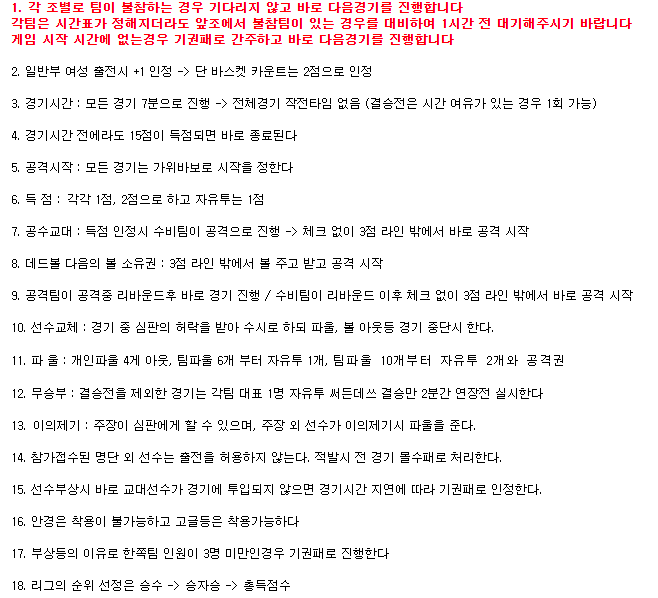 1. 각 조별로 팀이 불참하는 경우 기다리지 않고 바로 다음경기를 진행합니다
각팀은 시간표가 정해지더라도 앞조에서 불참팀이 있는 경우를 대비하여 1시간 전 대기해주시기 바랍니다
게임 시작 시간에 없는경우 기권패로 간주하고 바로 다음경기를 진행합니다
2. 일반부 여성 출전시 +1 인정 -> 단 바스켓 카운트는 2점으로 인정
3. 경기시간 : 모든 경기 7분으로 진행 -> 전체경기 작전타임 없음 (결승전은 시간 여유가 있는 경우 1회 가능)
4. 경기시간 전에라도 15점이 득점되면 바로 종료된다
5. 공격시작 : 모든 경기는 가위바보로 시작을 정한다
6. 득 점 : 각각 1점, 2점으로 하고 자유투는 1점
7. 공수교대 : 득점 인정시 수비팀이 공격으로 진행 -> 체크 없이 3점 라인 밖에서 바로 공격 시작
8. 데드볼 다음의 볼 소유권 : 3점 라인 밖에서 볼 주고 받고 공격 시작
9. 공격팀이 공격중 리바운드후 바로 경기 진행 / 수비팀이 리바운드 이후 체크 없이 3점 라인 밖에서 바로 공격 시작
10. 선수교체 : 경기 중 심판의 허락을 받아 수시로 하되 파울, 볼 아웃등 경기 중단시 한다.
11. 파 울 : 개인파울 4게 아웃, 팀파울 6개 부터 자유투 1개, 팀파울 10개부터 자유투 2개와 공격권
12. 무승부 : 결승전을 제외한 경기는 각팀 대표 1명 자유투 써든데쓰 결승만 2분간 연장전 실시한다
13. 이의제기 : 주장이 심판에게 할 수 있으며, 주장 외 선수가 이의제기시 파울을 준다.
14. 참가접수된 명단 외 선수는 출전을 허용하지 않는다. 적발시 전 경기 몰수패로 처리한다.
15. 선수부상시 바로 교대선수가 경기에 투입되지 않으면 경기시간 지연에 따라 기권패로 인정한다.
16. 안경은 착용이 불가능하고 고글등은 착용가능하다
17. 부상등의 이유로 한쪽팀 인원이 3명 미만인경우 기권패로 진행한다
18. 리그의 순위 선정은 승수 -> 승자승 -> 총득점수